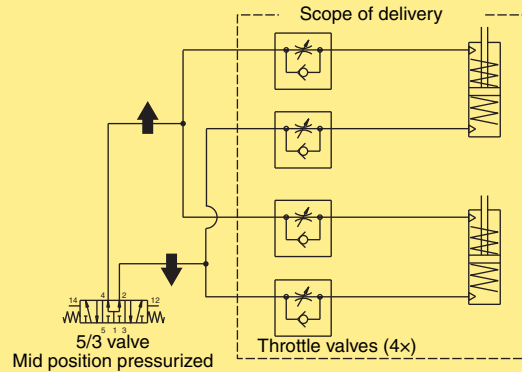 Scope of delivery
14 4 2 12
5 1 3
5/3 valve
Mid position pressurized
Throttle valves (4×)